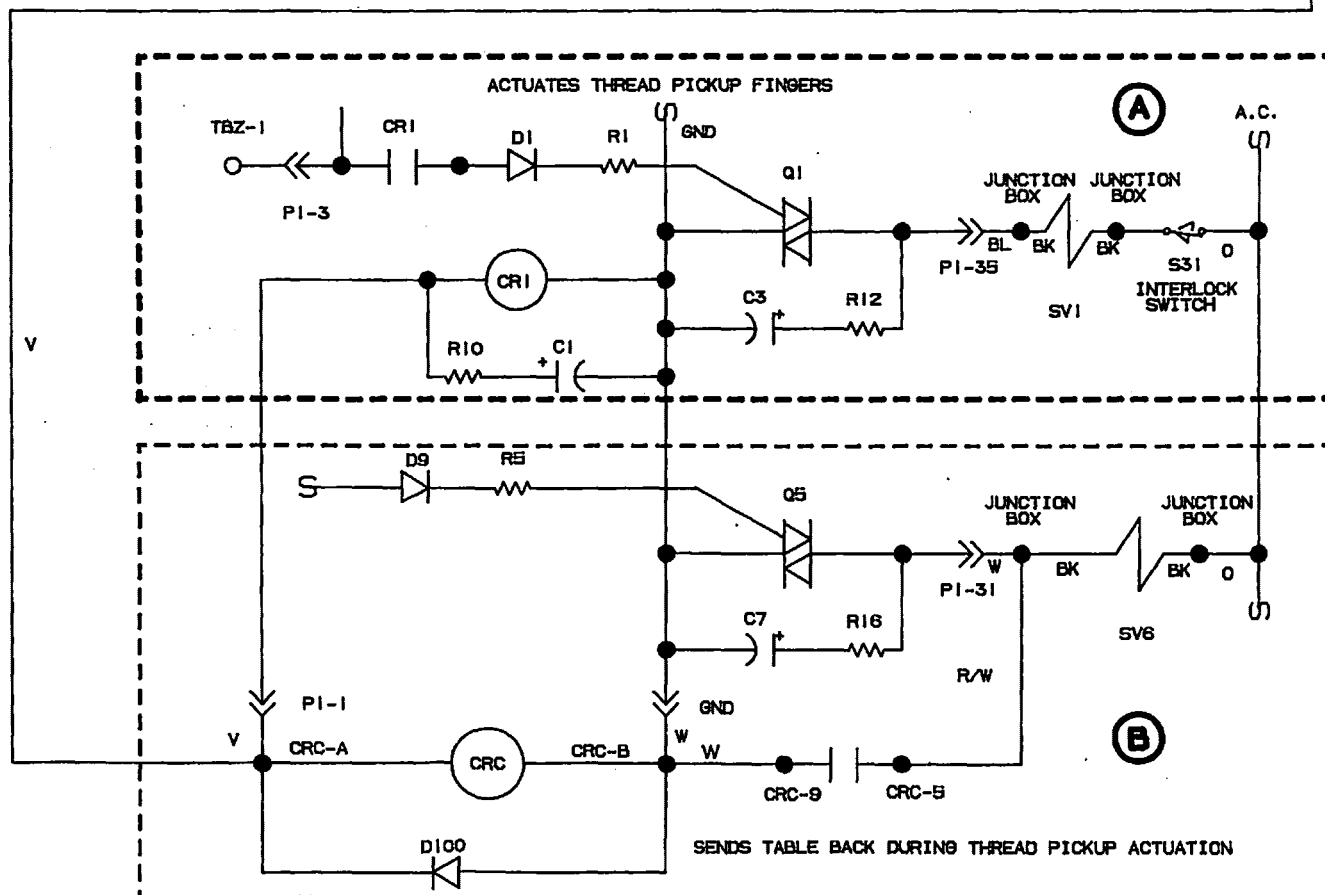 ACTUATES THREAD PICKUP FINGERS
A
A.C.
S
S
GND
TBZ-1
CR1
D1
R1
Q1
P1-3
JUNCTION BOX
JUNCTION BOX
BL
BK
BK
O
P1-35
S31
INTERLOCK SWITCH
SV1
CR1
C3
+
R12
V
R10
+
C1
D9
R5
S
Q5
JUNCTION BOX
JUNCTION BOX
W
BK
BK
O
P1-31
S
C7
+
R16
SV6
R/W
P1-1
GND
V
CRC-A
CRC
CRC-B
W
W
B
CRC-9
CRC-5
D100
SENDS TABLE BACK DURING THREAD PICKUP ACTUATION